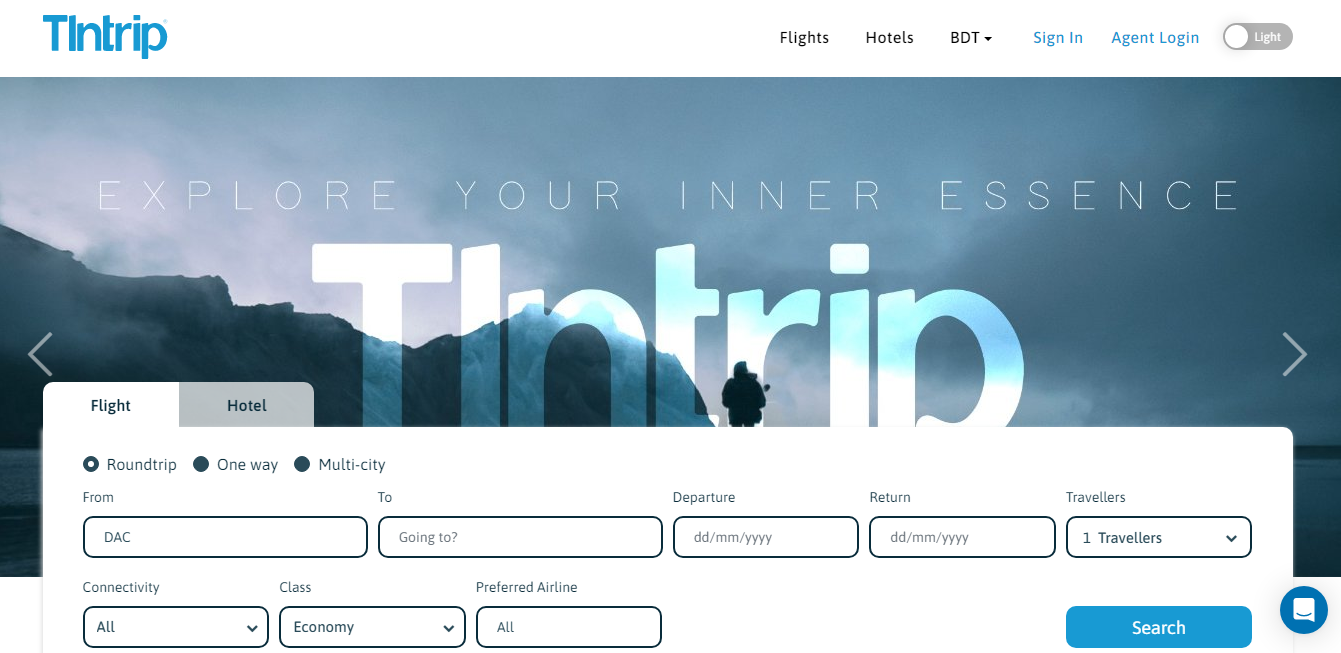 TIntrip
Flights Hotels BDT Sign In Agent Login Light
EXPLORE YOUR INNER ESSENCE
TIntrip
Flight Hotel
Roundtrip One way Multi-city
From To Departure Return Travellers
DAC Going to? dd/mm/yyyy dd/mm/yyyy 1 Travellers
Connectivity Class Preferred Airline
All Economy All Search